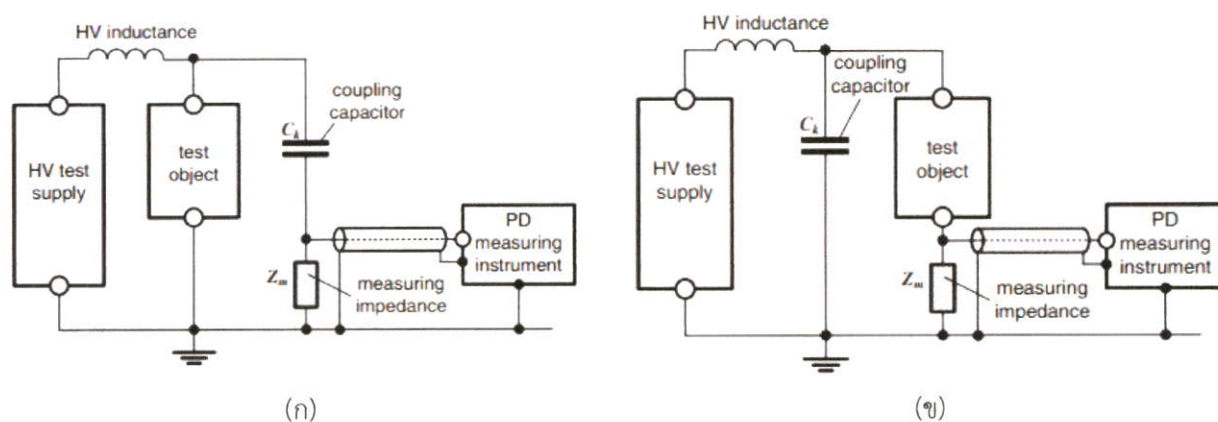 HV inductance
coupling
capacitor
C_k
HV test
supply
test
object
PD
measuring
instrument
Z_m
measuring
impedance
(ก)
HV inductance
coupling
capacitor
C_k
HV test
supply
test
object
PD
measuring
instrument
Z_m
measuring
impedance
(ข)